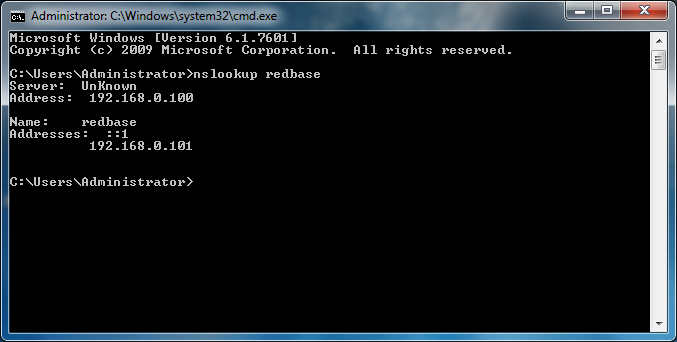 Administrator: C:\Windows\system32\cmd.exe
Microsoft Windows [Version 6.1.7601]
Copyright (c) 2009 Microsoft Corporation.  All rights reserved.
C:\Users\Administrator>nslookup redbase
Server:  UnKnown
Address:  192.168.0.100
Name:    redbase
Addresses:  ::1
          192.168.0.101
C:\Users\Administrator>